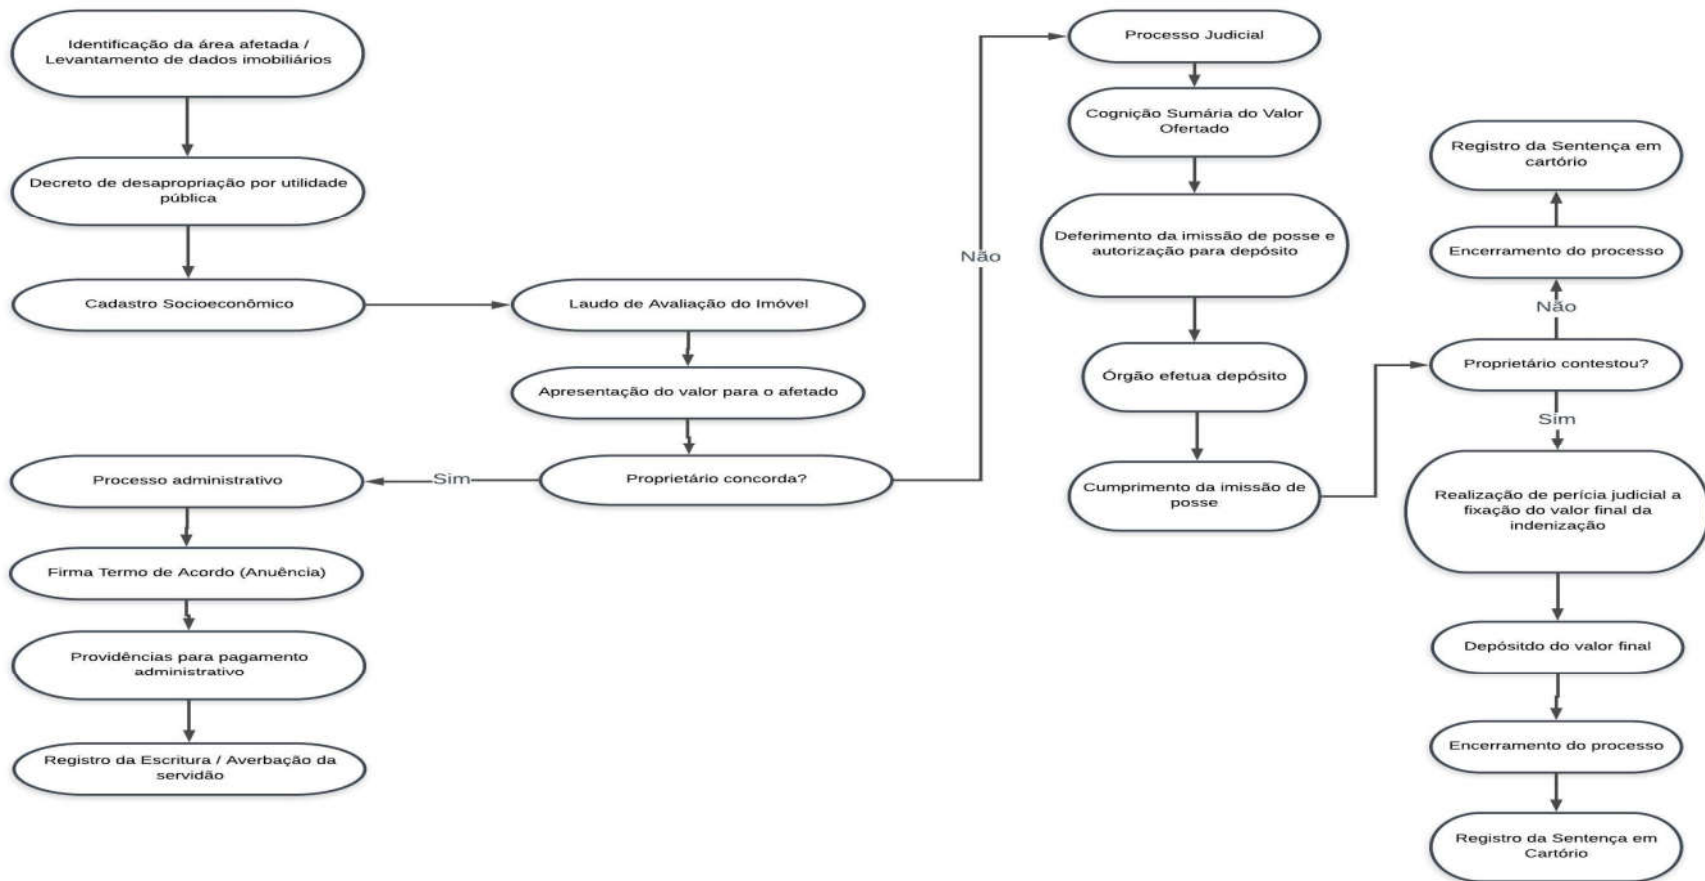 Identificação da área afetada /
Levantamento de dados imobiliários
Decreto de desapropriação por utilidade
pública
Cadastro Socioeconômico
Laudo de Avaliação do Imóvel
Apresentação do valor para o afetado
Proprietário concorda?
Sim
Processo administrativo
Firma Termo de Acordo (Anuência)
Providências para pagamento
administrativo
Registro da Escritura / Averbação da
servidão
Não
Processo Judicial
Cognição Sumária do Valor
Ofertado
Deferimento da imissão de posse e
autorização para depósito
Órgão efetua depósito
Cumprimento da imissão de
posse
Proprietário contestou?
Não
Encerramento do processo
Registro da Sentença em
cartório
Sim
Realização de perícia judicial a
fixação do valor final da
indenização
Depósitdo do valor final
Encerramento do processo
Registro da Sentença em
Cartório